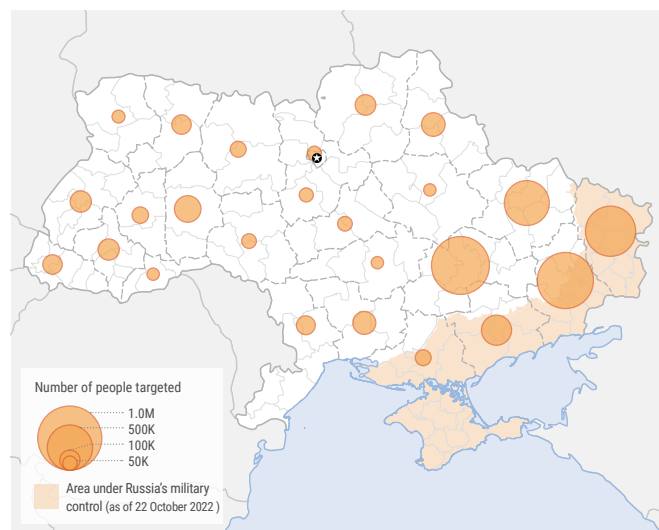 Number of people targeted
1.0M
500K
100K
50K
Area under Russia's military
control (as of 22 October 2022 )